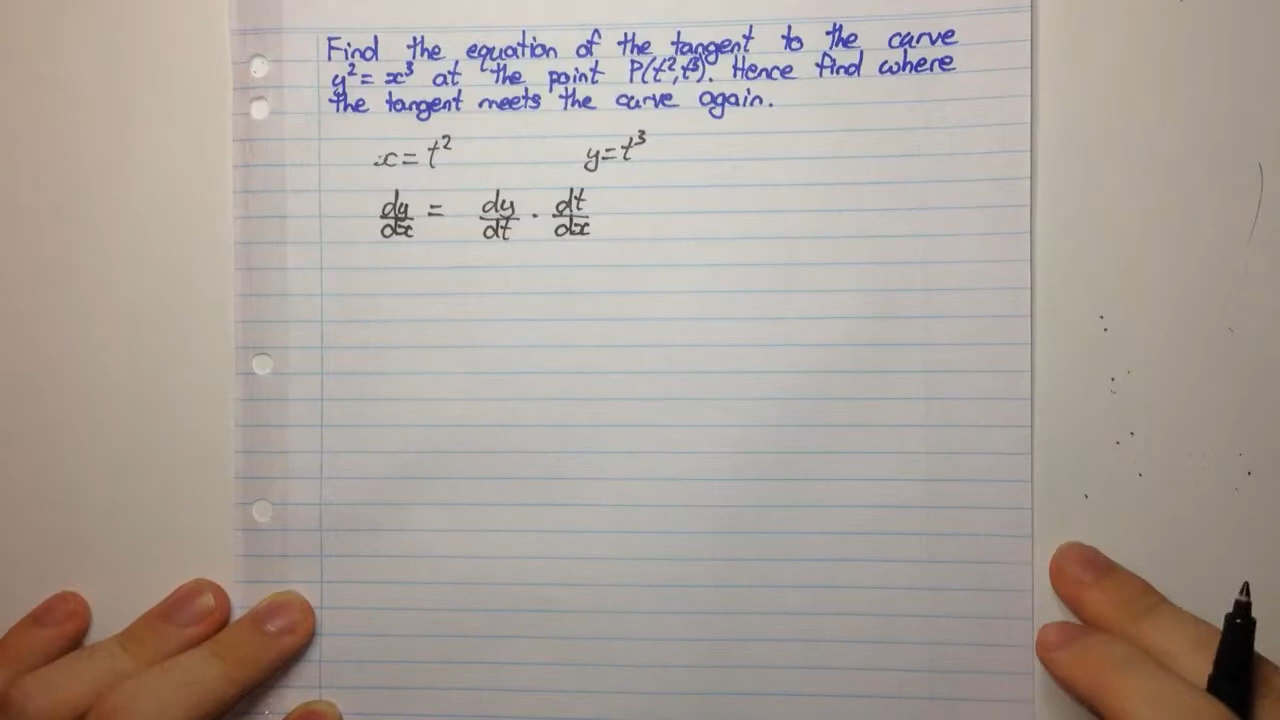 Find the equation of the tangent to the curve
y² = x³ at the point P(t², t³). Hence find where
the tangent meets the curve again.
x = t² y = t³
dy/dx = dy/dt · dt/dx